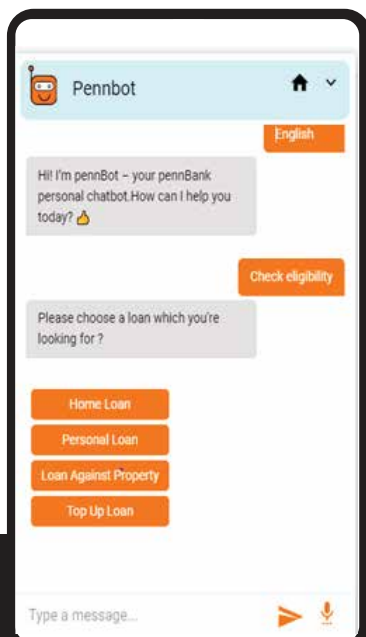 Pennbot
English
Hi! I'm pennBot – your pennBank
personal chatbot.How can I help you
today? 👍
Check eligibility
Please choose a loan which you're
looking for ?
Home Loan
Personal Loan
Loan Against Property
Top Up Loan
Type a message...